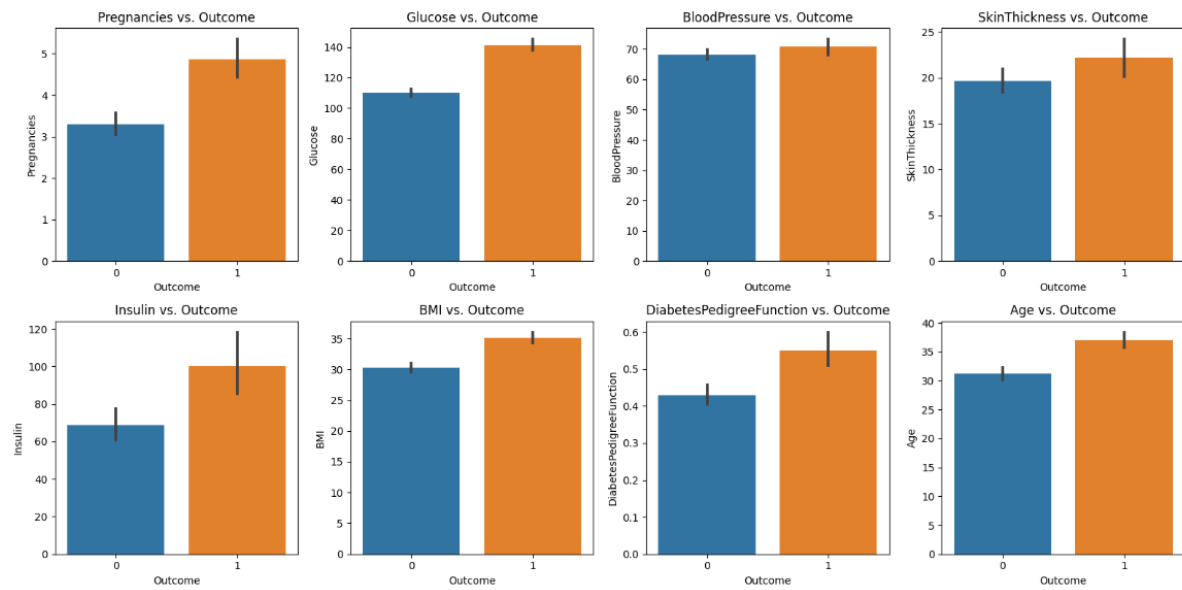 Pregnancies vs. Outcome
Pregnancies
5
4
3
2
1
0
0 1
Outcome
Glucose vs. Outcome
Glucose
140
120
100
80
60
40
20
0
0 1
Outcome
BloodPressure vs. Outcome
BloodPressure
70
60
50
40
30
20
10
0
0 1
Outcome
SkinThickness vs. Outcome
SkinThickness
25
20
15
10
5
0
0 1
Outcome
Insulin vs. Outcome
Insulin
120
100
80
60
40
20
0
0 1
Outcome
BMI vs. Outcome
BMI
35
30
25
20
15
10
5
0
0 1
Outcome
DiabetesPedigreeFunction vs. Outcome
DiabetesPedigreeFunction
0.6
0.5
0.4
0.3
0.2
0.1
0.0
0 1
Outcome
Age vs. Outcome
Age
40
35
30
25
20
15
10
5
0
0 1
Outcome